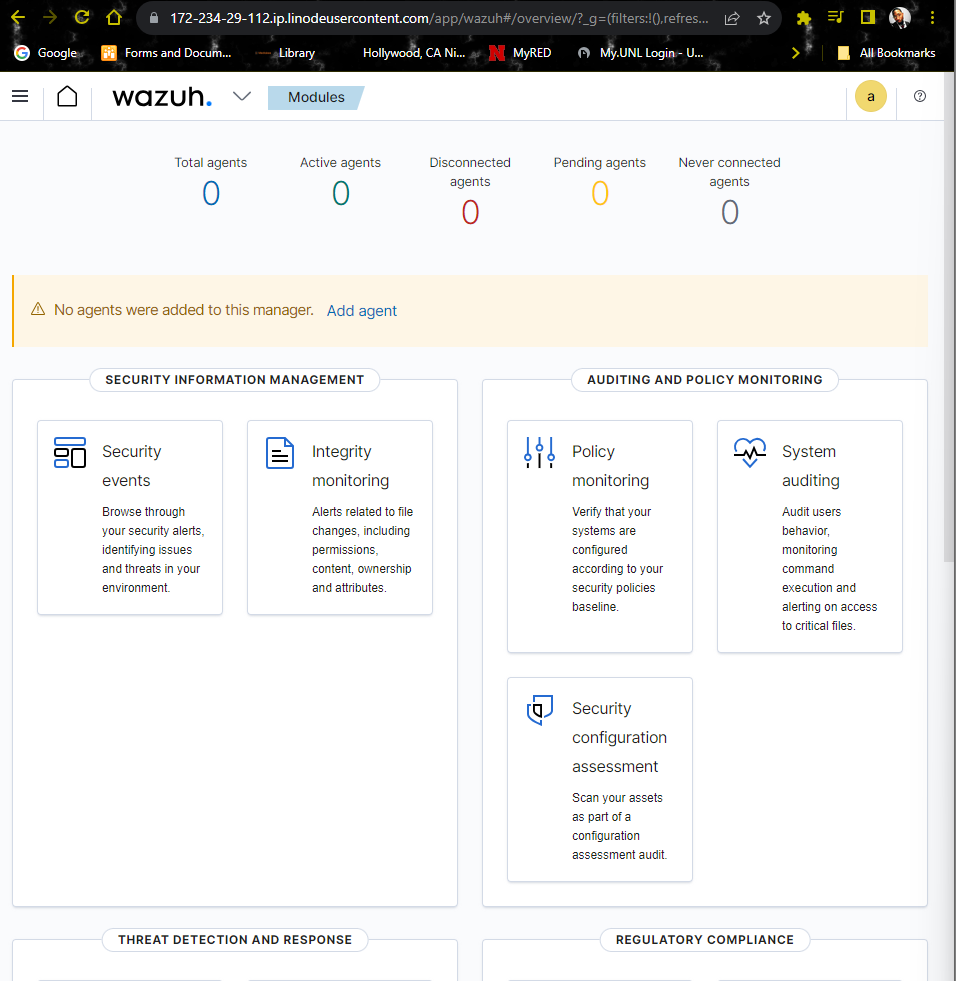 172-234-29-112.ip.linodeusercontent.com/app/wazuh#/overview/?_g=(filters:!(),refres...
Google
Forms and Docum...
Library
Hollywood, CA Ni...
MyRED
My.UNL Login - U...
All Bookmarks
wazuh.
Modules
a
Total agents
0
Active agents
0
Disconnected
agents
0
Pending agents
0
Never connected
agents
0
No agents were added to this manager. Add agent
SECURITY INFORMATION MANAGEMENT
Security
events
Browse through
your security alerts,
identifying issues
and threats in your
environment.
Integrity
monitoring
Alerts related to file
changes, including
permissions,
content, ownership
and attributes.
AUDITING AND POLICY MONITORING
Policy
monitoring
Verify that your
systems are
configured
according to your
security policies
baseline.
System
auditing
Audit users
behavior,
monitoring
command
execution and
alerting on access
to critical files.
Security
configuration
assessment
Scan your assets
as part of a
configuration
assessment audit.
THREAT DETECTION AND RESPONSE
REGULATORY COMPLIANCE